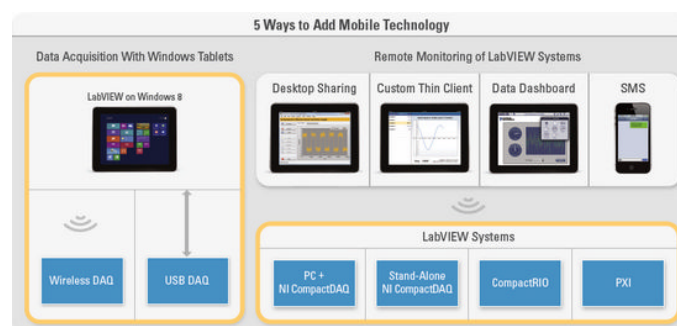 5 Ways to Add Mobile Technology
Data Acquisition With Windows Tablets
Remote Monitoring of LabVIEW Systems
LabVIEW on Windows 8
Desktop Sharing
Custom Thin Client
Data Dashboard
SMS
Wireless DAQ
USB DAQ
LabVIEW Systems
PC +
NI CompactDAQ
Stand-Alone
NI CompactDAQ
CompactRIO
PXI